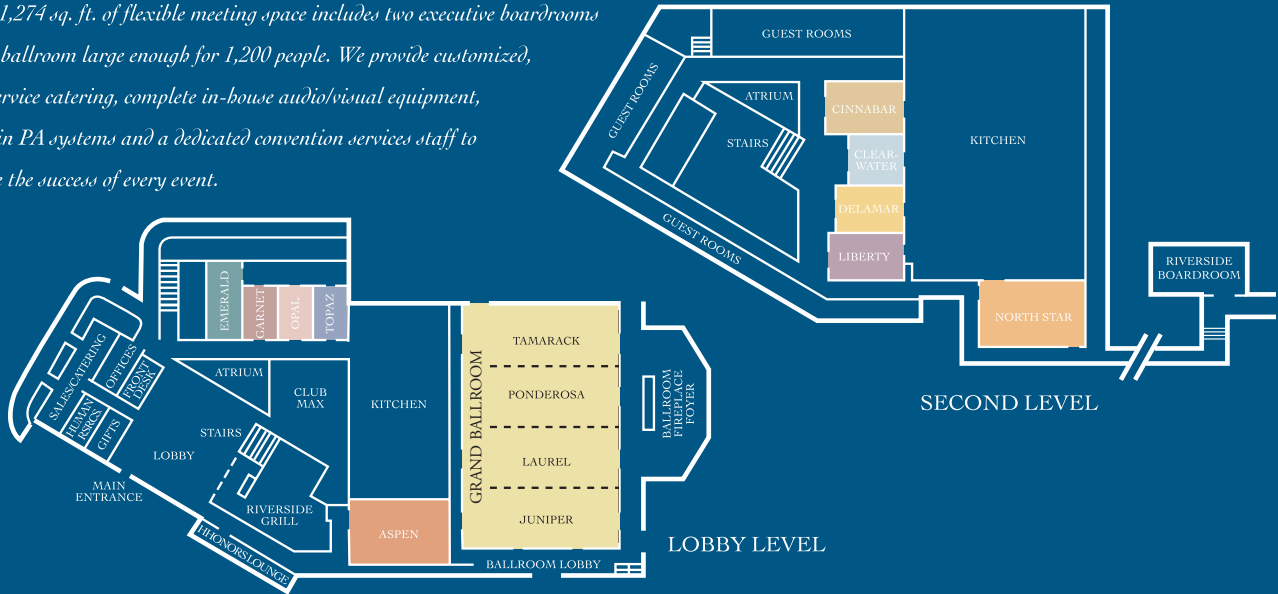 1,274 sq. ft. of flexible meeting space includes two executive boardrooms
ballroom large enough for 1,200 people. We provide customized,
ervice catering, complete in-house audio/visual equipment,
in PA systems and a dedicated convention services staff to
e the success of every event.
GUEST ROOMS
GUEST ROOMS
ATRIUM
STAIRS
CINNABAR
CLEAR-
WATER
DELAMAR
LIBERTY
KITCHEN
GUEST ROOMS
NORTH STAR
RIVERSIDE
BOARDROOM
SECOND LEVEL
EMERALD
GARNET
OPAL
TOPAZ
SALES/CATERING
OFFICES
FRONT
DESK
HUMAN
RSRCS.
GIFTS
ATRIUM
CLUB
MAX
KITCHEN
STAIRS
LOBBY
MAIN
ENTRANCE
RIVERSIDE
GRILL
HHONORS LOUNGE
ASPEN
GRAND BALLROOM
TAMARACK
PONDEROSA
LAUREL
JUNIPER
BALLROOM
FIREPLACE
FOYER
BALLROOM LOBBY
LOBBY LEVEL